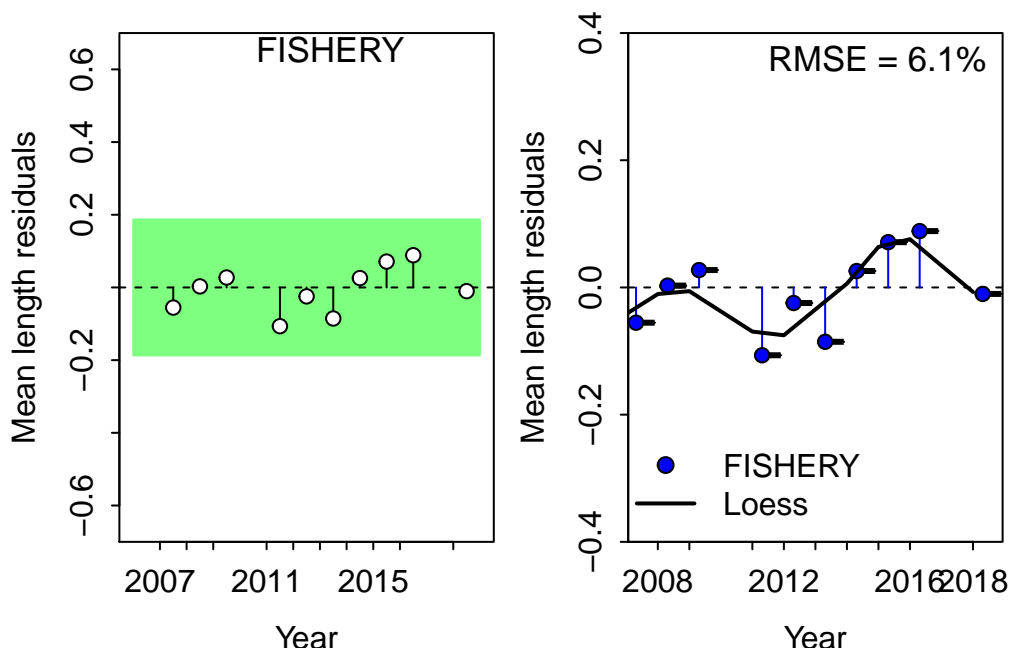 FISHERY
Mean length residuals
0.6
0.4
0.2
−0.2
−0.6
2007 2011 2015
Year
RMSE = 6.1%
Mean length residuals
0.4
0.2
0.0
−0.2
−0.4
FISHERY
Loess
2008 2012 2016 2018
Year